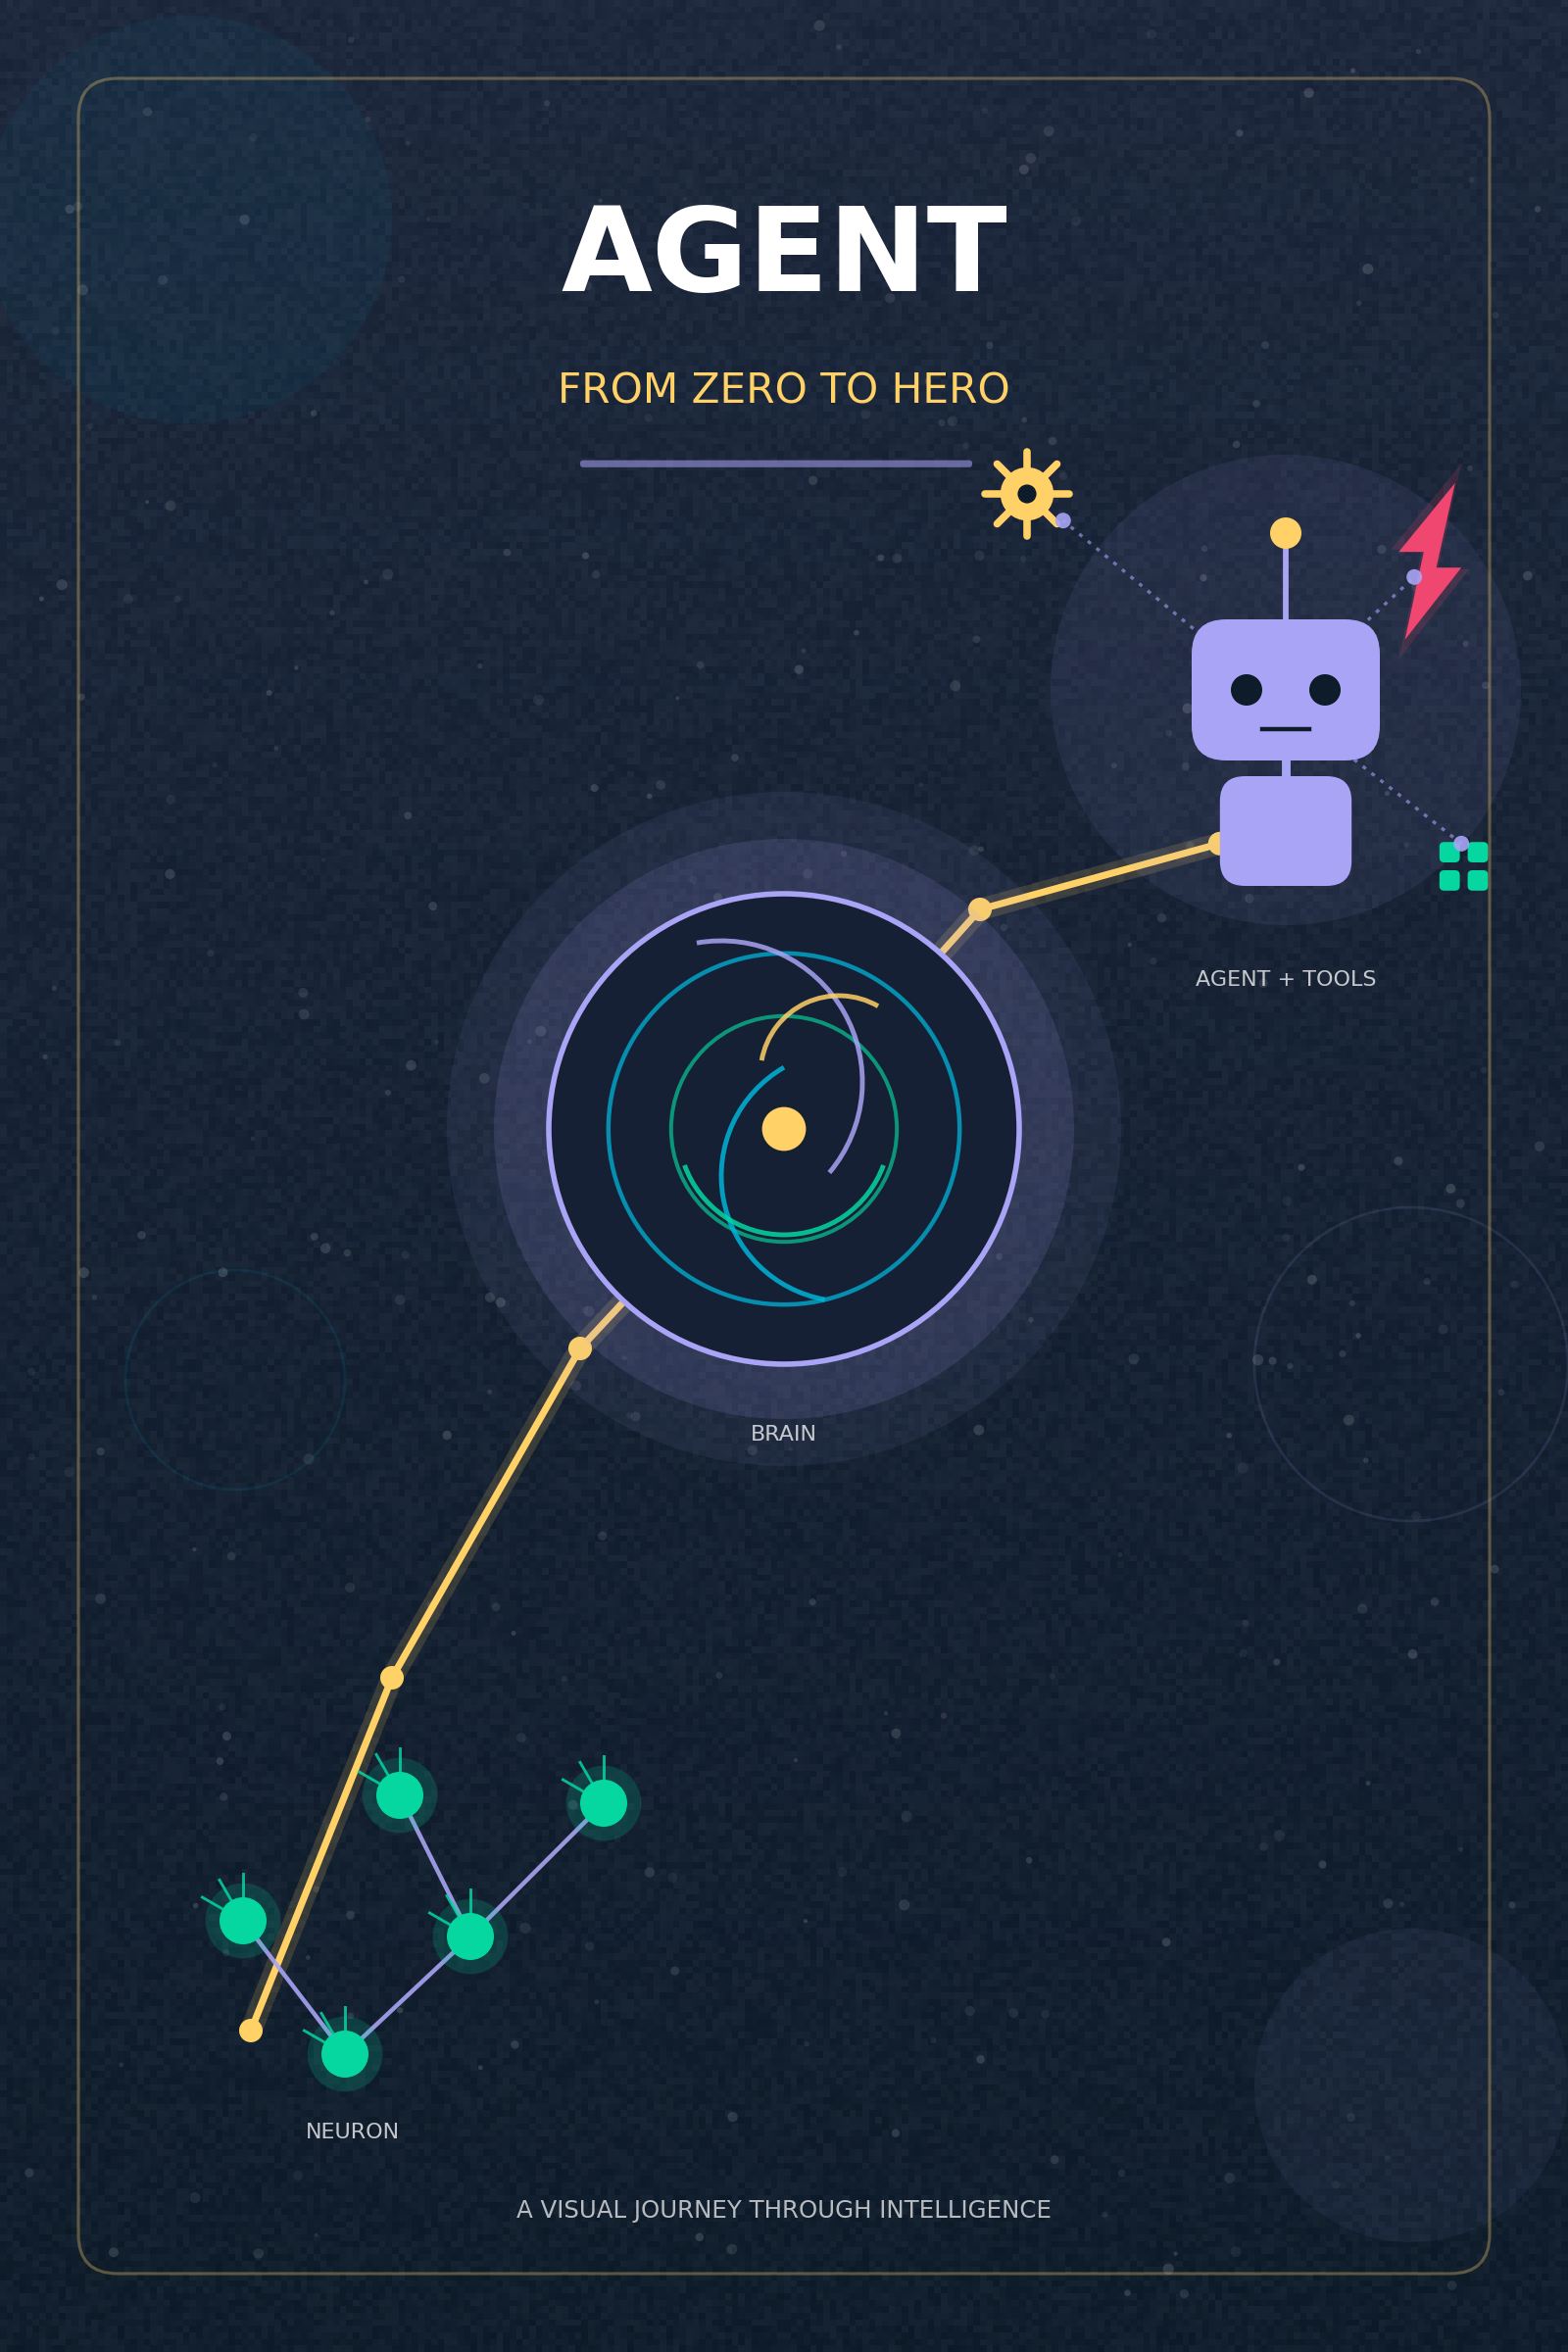 AGENT
FROM ZERO TO HERO
AGENT + TOOLS
BRAIN
NEURON
A VISUAL JOURNEY THROUGH INTELLIGENCE